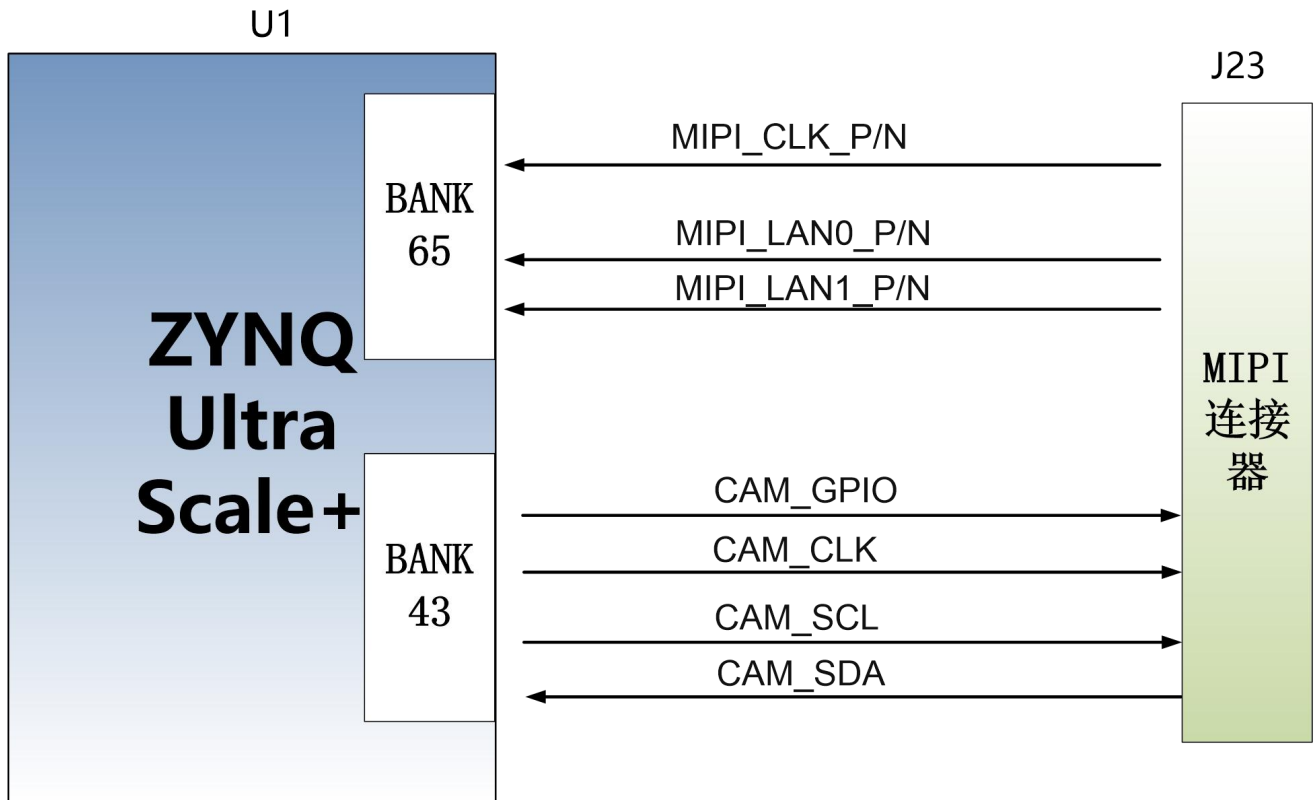 U1
J23
BANK
65
ZYNQ
Ultra
Scale+
BANK
43
MIPI_CLK_P/N
MIPI_LAN0_P/N
MIPI_LAN1_P/N
CAM_GPIO
CAM_CLK
CAM_SCL
CAM_SDA
MIPI
连接
器